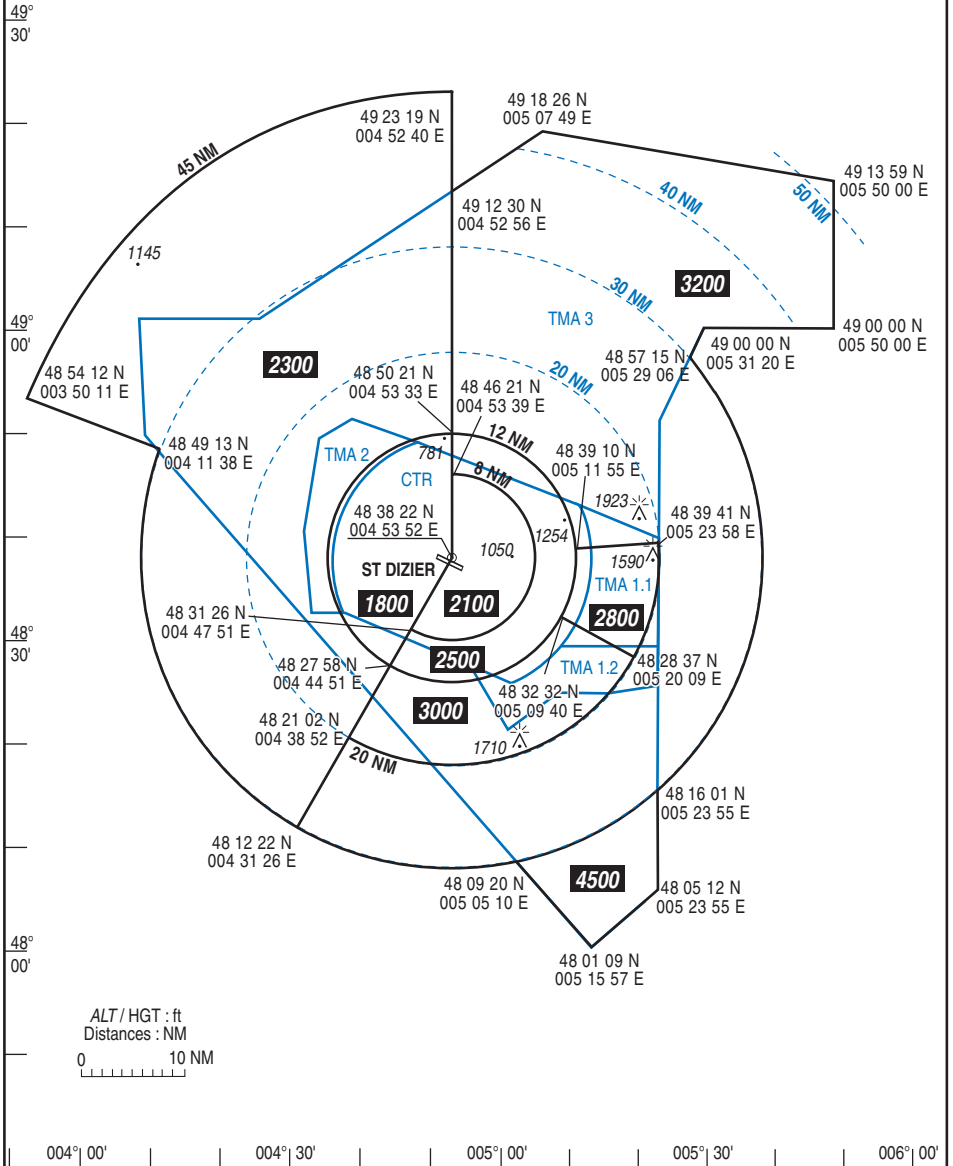 49°
30'
49 23 19 N
004 52 40 E
49 18 26 N
005 07 49 E
45 NM
40 NM
50 NM
49 13 59 N
005 50 00 E
49 12 30 N
004 52 56 E
1145
3200
30 NM
TMA 3
49°
00'
49 00 00 N
005 31 20 E
49 00 00 N
005 50 00 E
2300
48 54 12 N
003 50 11 E
48 50 21 N
004 53 33 E
48 57 15 N
005 29 06 E
20 NM
48 46 21 N
004 53 39 E
48 49 13 N
004 11 38 E
12 NM
TMA 2
781
CTR
8 NM
48 39 10 N
005 11 55 E
1923
48 38 22 N
004 53 52 E
1254
48 39 41 N
005 23 58 E
1050
1590
ST DIZIER
TMA 1.1
1800
2100
2800
48 31 26 N
004 47 51 E
48°
30'
2500
TMA 1.2
48 28 37 N
005 20 09 E
48 27 58 N
004 44 51 E
48 32 32 N
005 09 40 E
3000
48 21 02 N
004 38 52 E
1710
20 NM
48 16 01 N
005 23 55 E
48 12 22 N
004 31 26 E
48 09 20 N
005 05 10 E
4500
48 05 12 N
005 23 55 E
48°
00'
48 01 09 N
005 15 57 E
ALT / HGT : ft
Distances : NM
0 10 NM
004° 00' 004° 30' 005° 00' 005° 30' 006° 00'